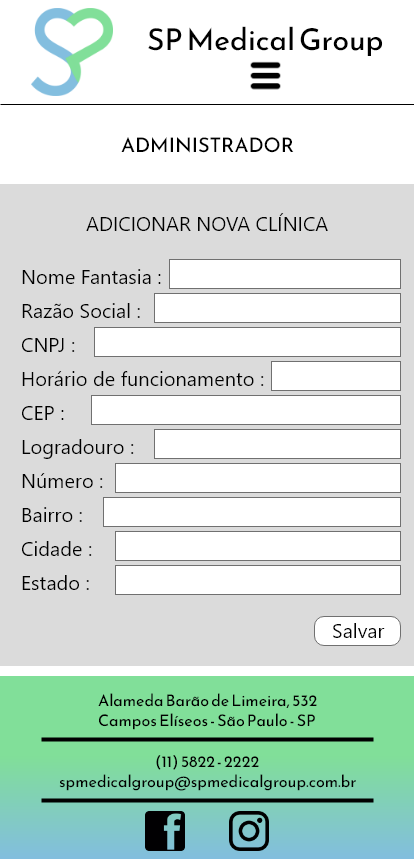 SP Medical Group
ADMINISTRADOR
ADICIONAR NOVA CLÍNICA
Nome Fantasia :
Razão Social :
CNPJ :
Horário de funcionamento :
CEP :
Logradouro :
Número :
Bairro :
Cidade :
Estado :
Salvar
Alameda Barão de Limeira, 532
Campos Elíseos - São Paulo - SP
(11) 5822 - 2222
spmedicalgroup@spmedicalgroup.com.br